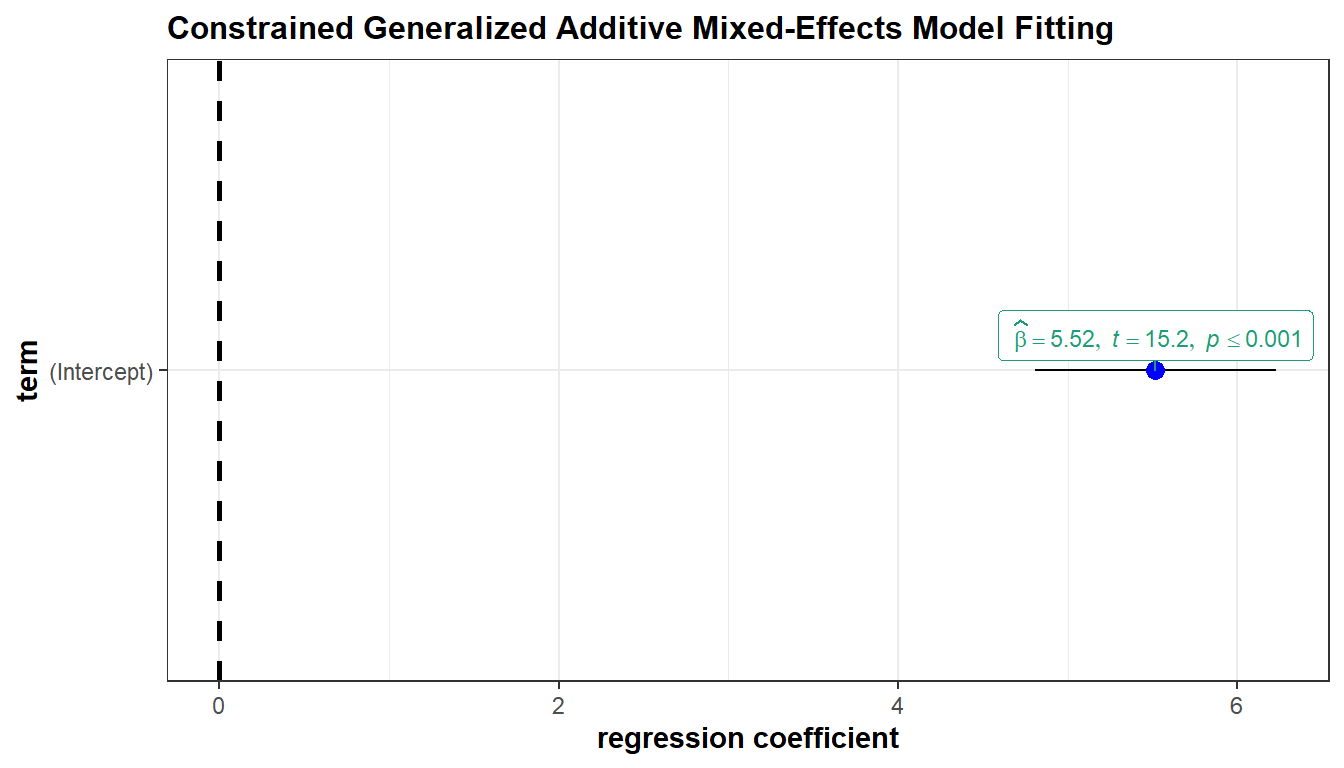 Constrained Generalized Additive Mixed-Effects Model Fitting
term
(Intercept)
β̂ = 5.52, t = 15.2, p ≤ 0.001
0 2 4 6
regression coefficient